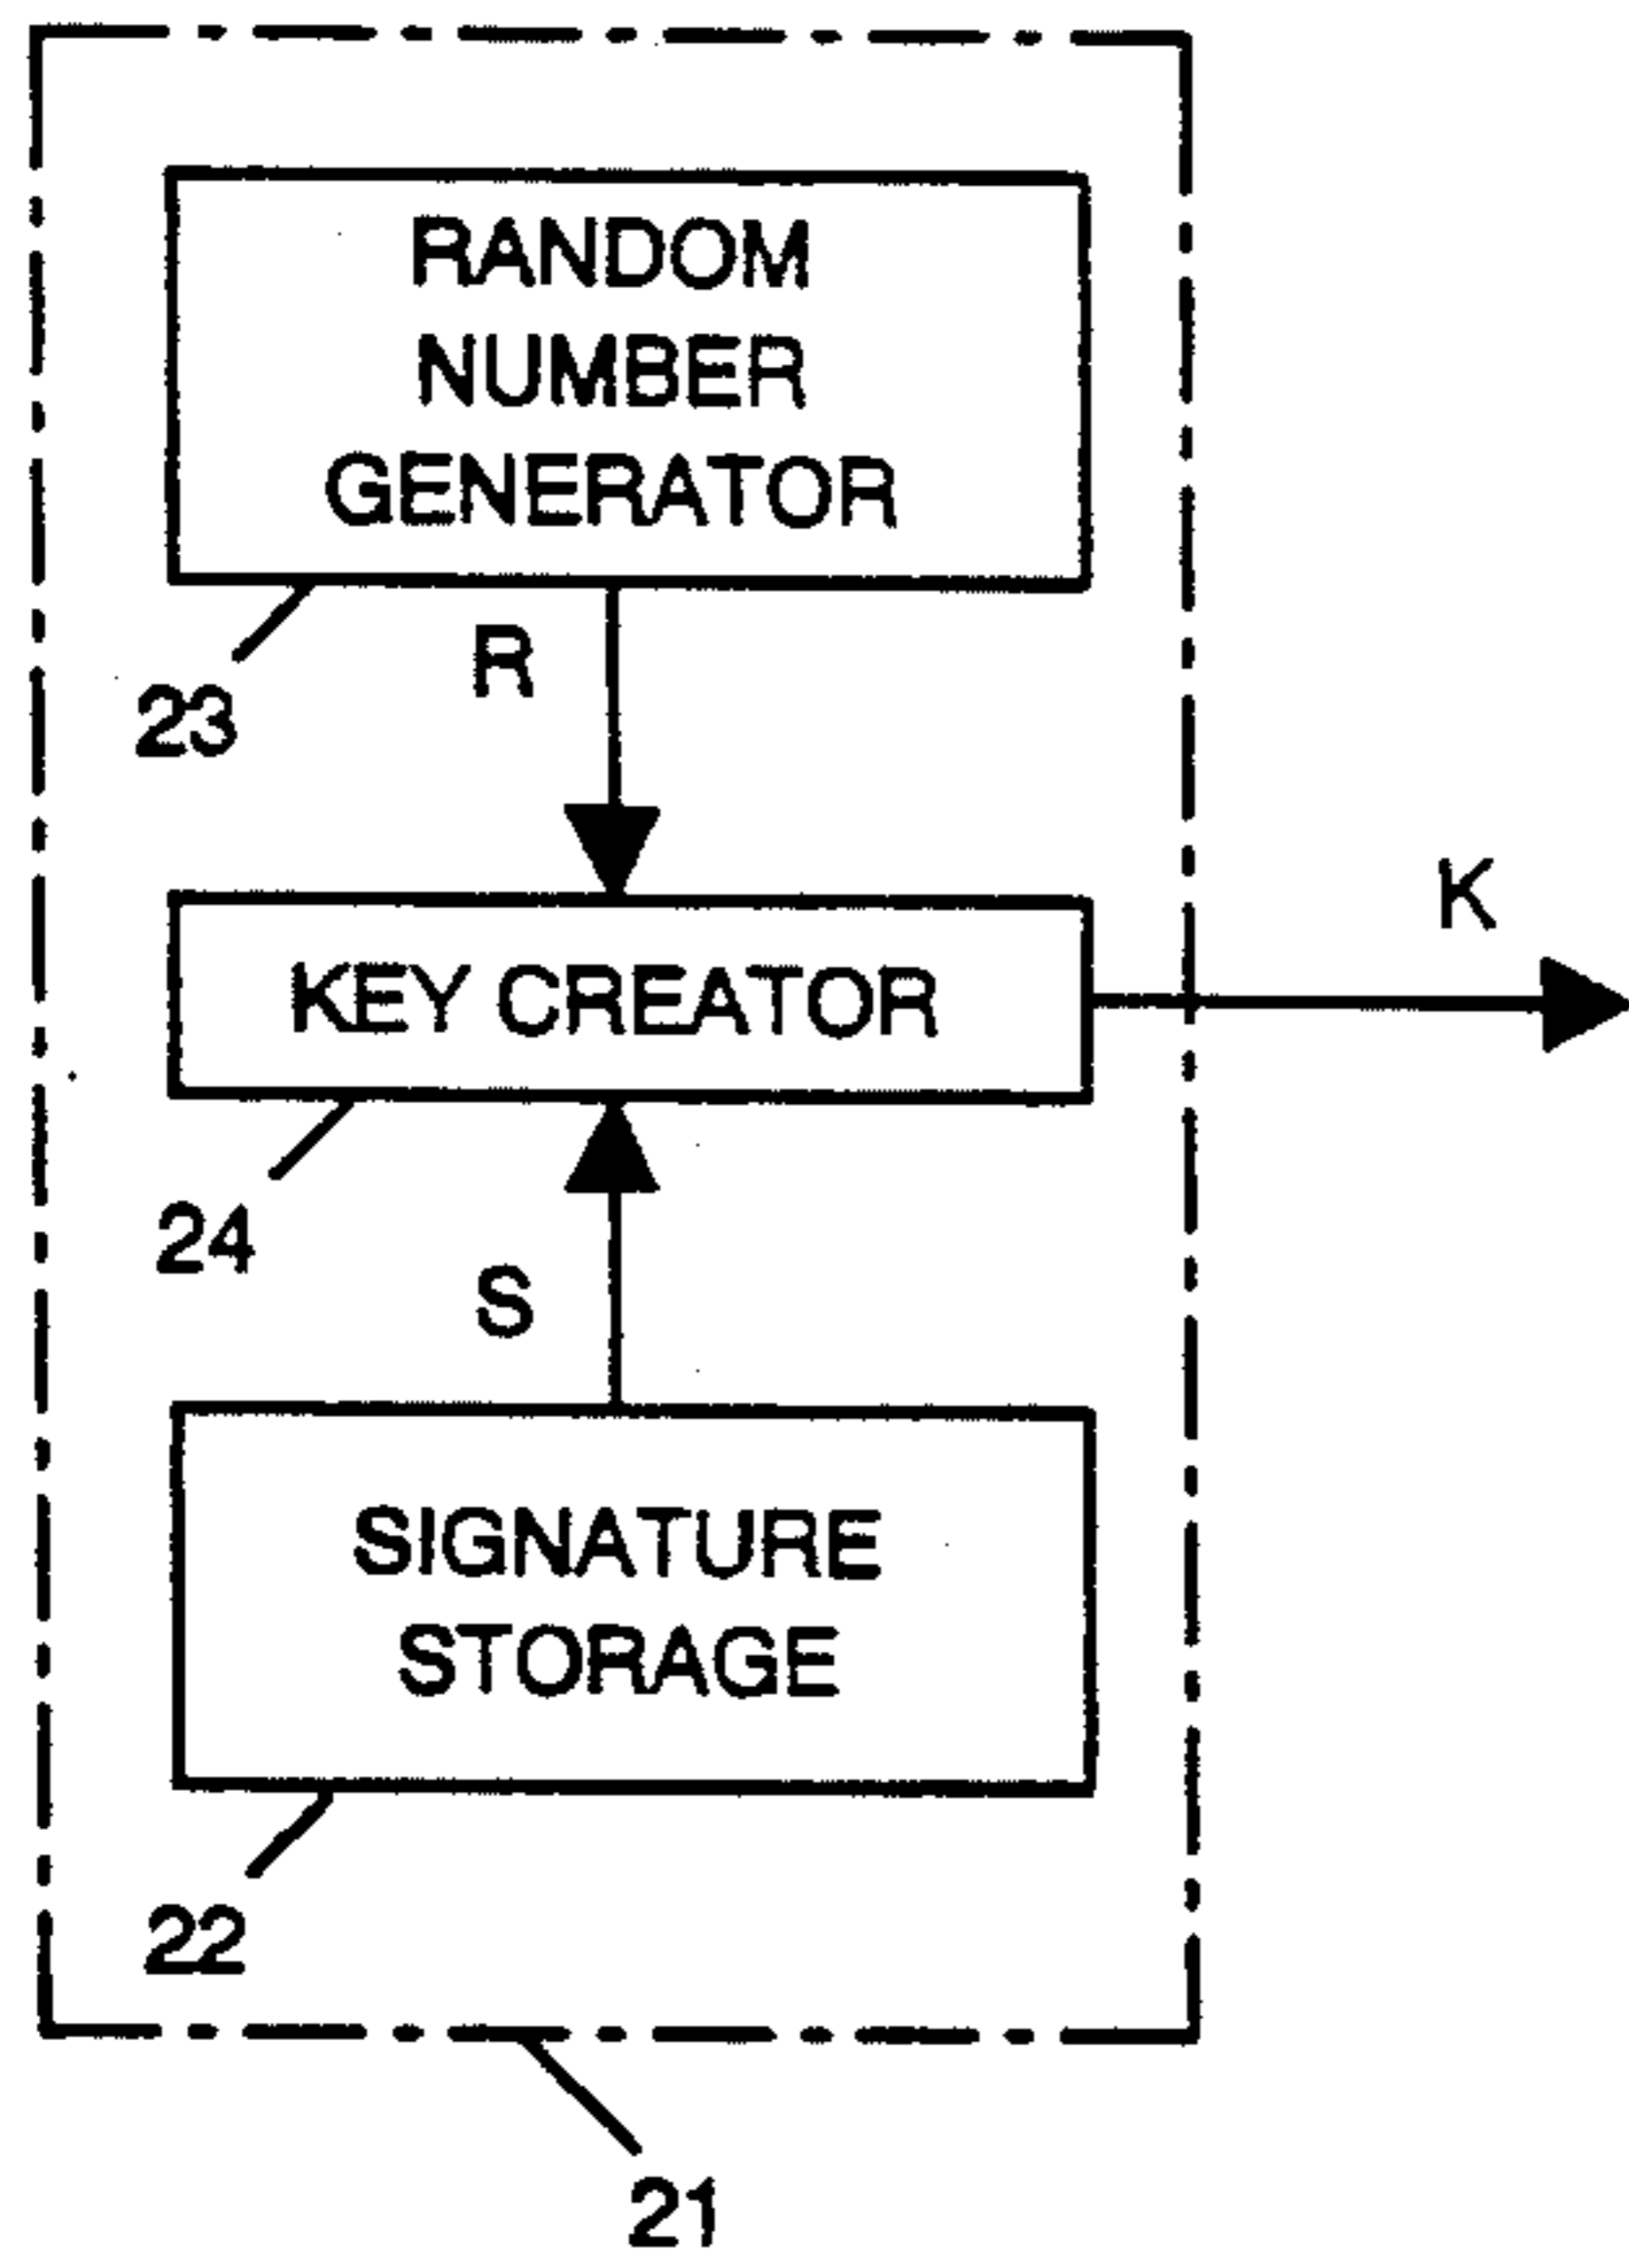 RANDOM
NUMBER
GENERATOR
R
23
K
KEY CREATOR
24
S
SIGNATURE
STORAGE
22
21